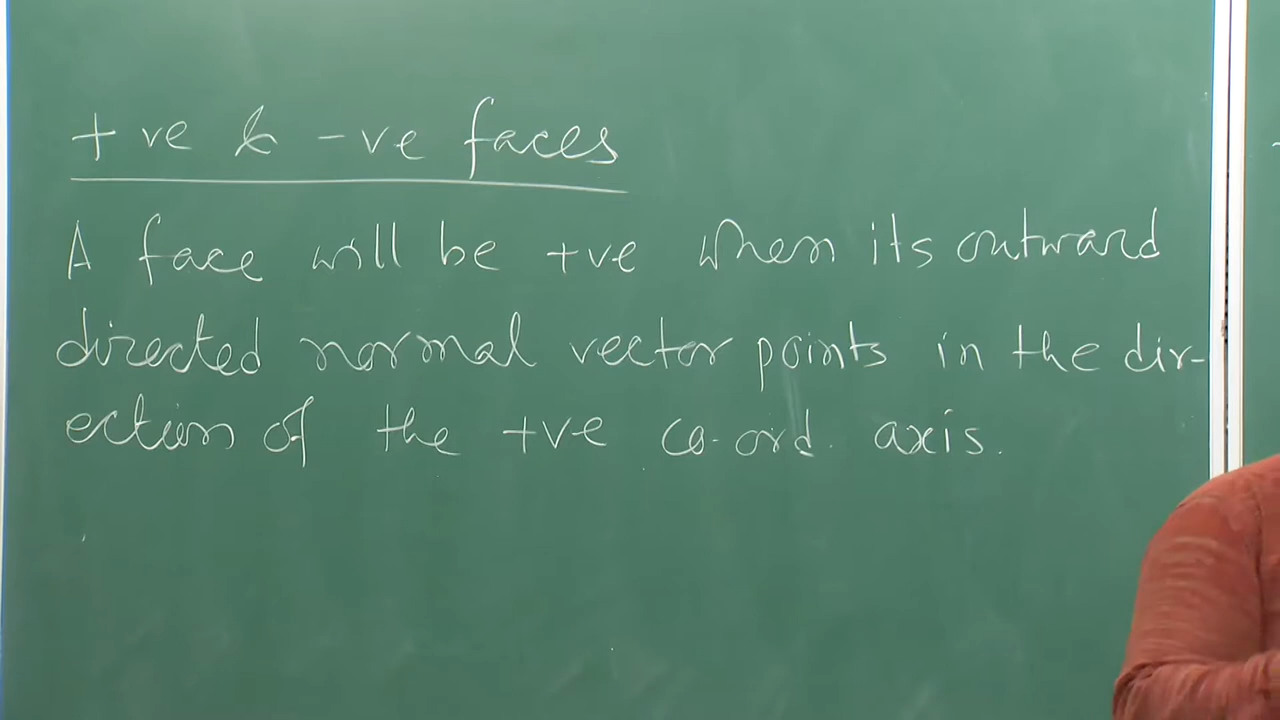 +ve & -ve faces
A face will be +ve when its outward
directed normal vector points in the dir-
ection of the +ve co-ord. axis.